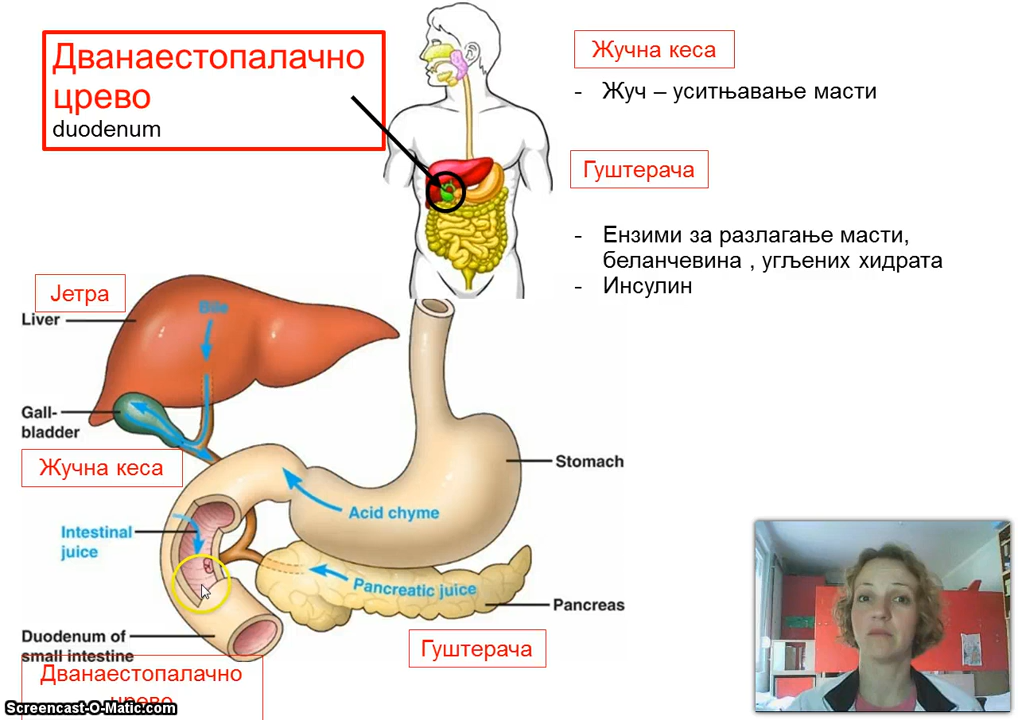 Дванаестопалачно
црево
duodenum
Жучна кеса
- Жуч – уситњавање масти
Гуштерача
- Ензими за разлагање масти,
беланчевина , угљених хидрата
- Инсулин
Јетра
Liver
Bile
Gall-
bladder
Жучна кеса
Stomach
Acid chyme
Intestinal
juice
Pancreatic juice
Pancreas
Duodenum of
small intestine
Гуштерача
Дванаестопалачно
црево
Screencast-O-Matic.com